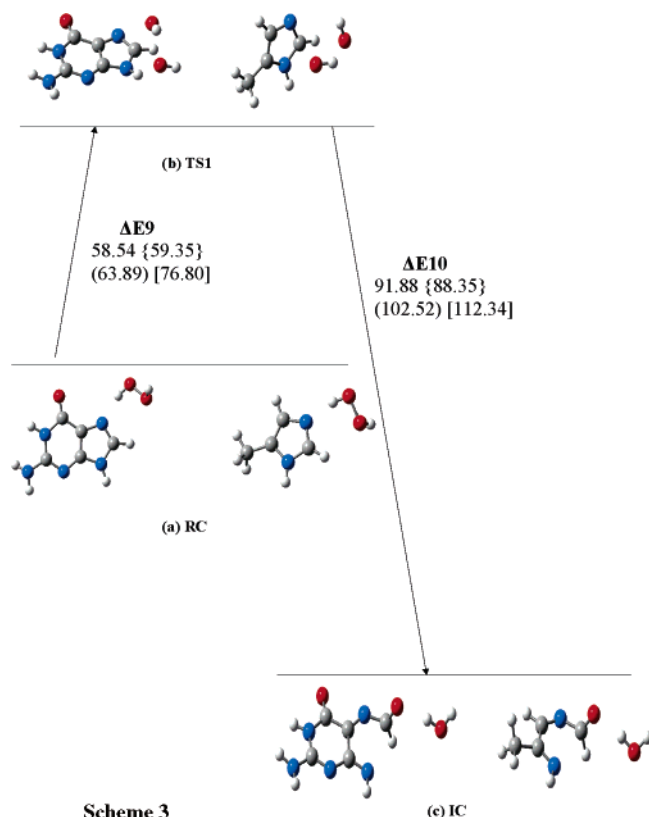 (b) TS1
ΔE9
58.54 {59.35}
(63.89) [76.80]
ΔE10
91.88 {88.35}
(102.52) [112.34]
(a) RC
Scheme 3
(c) IC